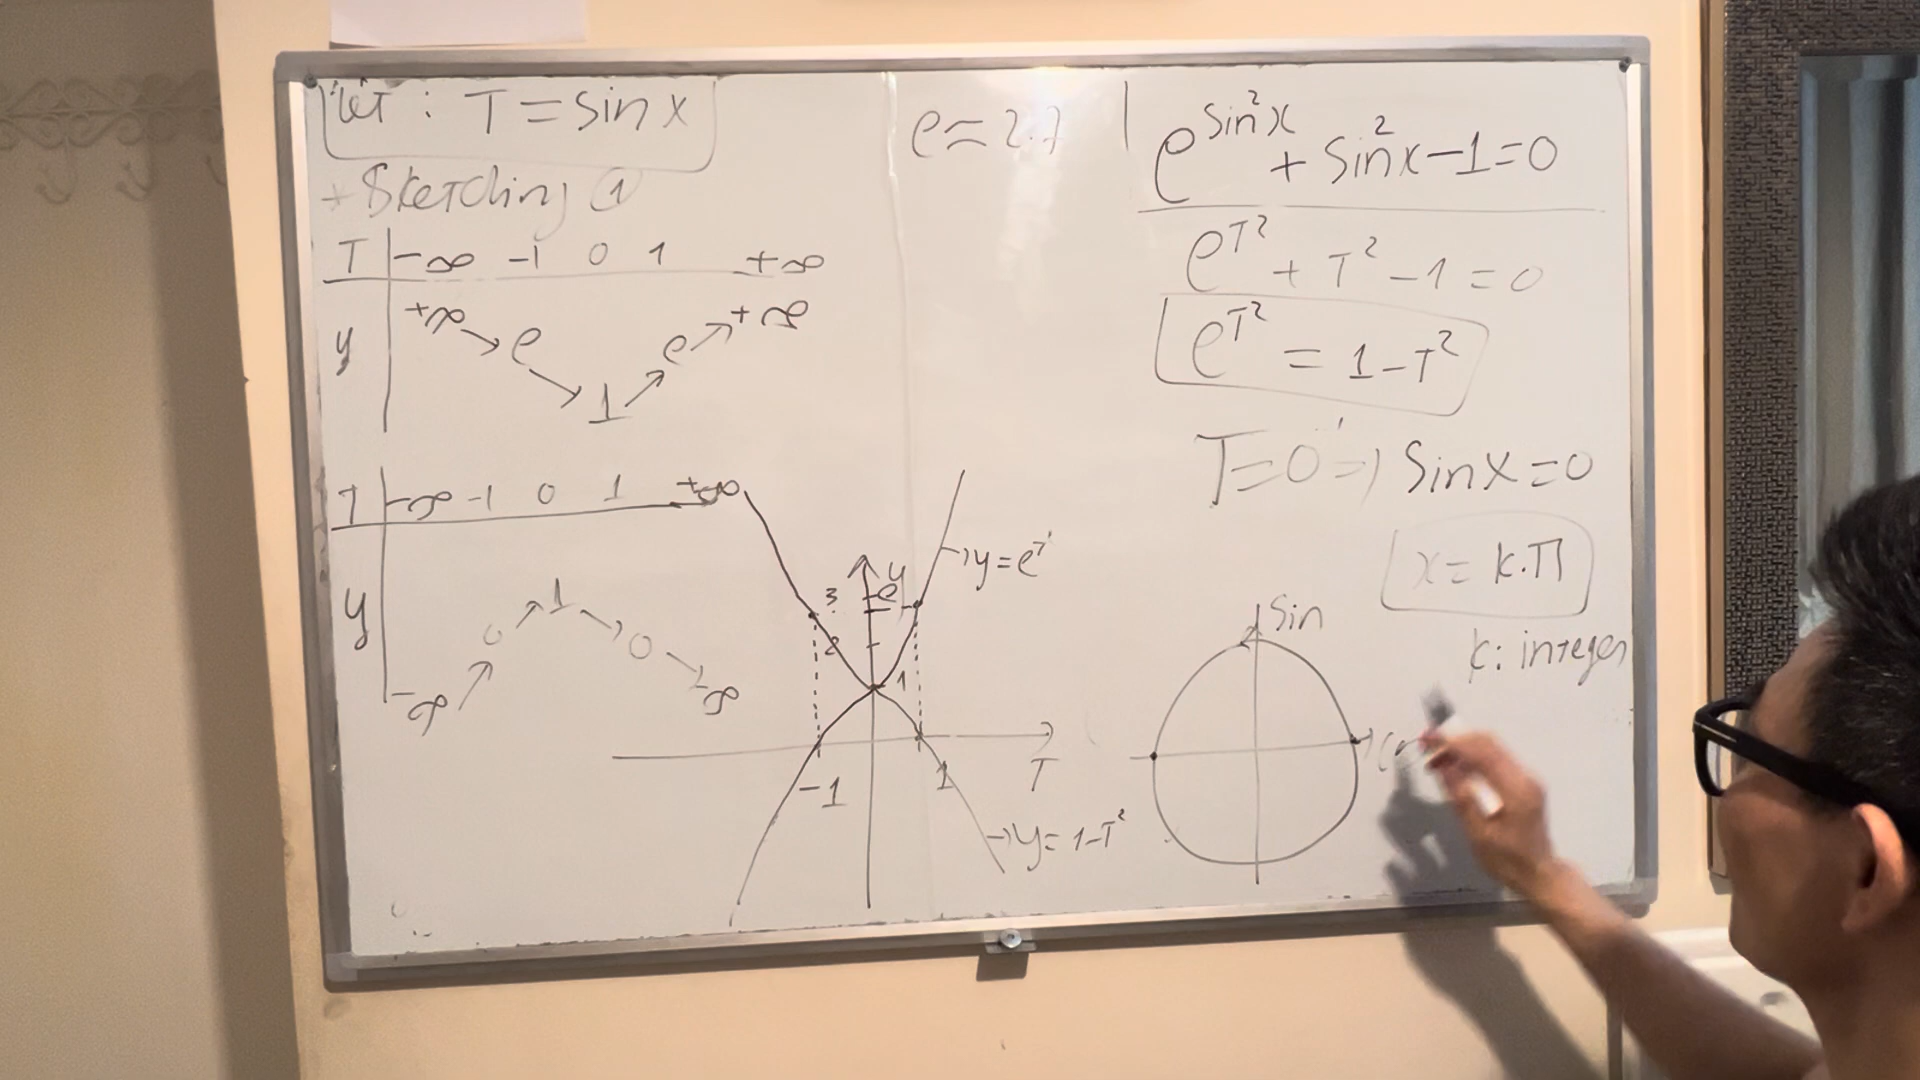 Let : T = Sin x
* Sketching ①
T | -∞ -1 0 1 +∞
y | +∞ ↘ e ↘ 1 ↗ e ↗ +∞
T | -∞ -1 0 1 +∞
y | -∞ ↗ 0 ↗ 1 ↘ 0 ↘ -∞
e ≈ 2.7
y
3
e
2
1
-1
1
T
→ y = e^T²
→ y = 1-T²
e^sin²x + Sin²x - 1 = 0
e^T² + T² - 1 = 0
e^T² = 1 - T²
T = 0 => Sin x = 0
x = k.π
k: integer
Sin